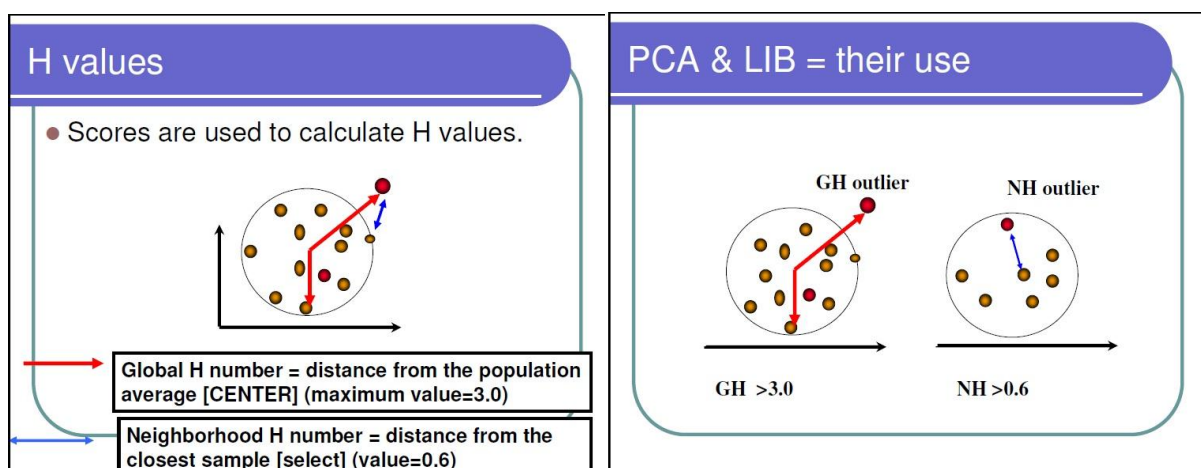 H values
● Scores are used to calculate H values.
Global H number = distance from the population
average [CENTER] (maximum value=3.0)
Neighborhood H number = distance from the
closest sample [select] (value=0.6)
PCA & LIB = their use
GH outlier
NH outlier
GH >3.0
NH >0.6